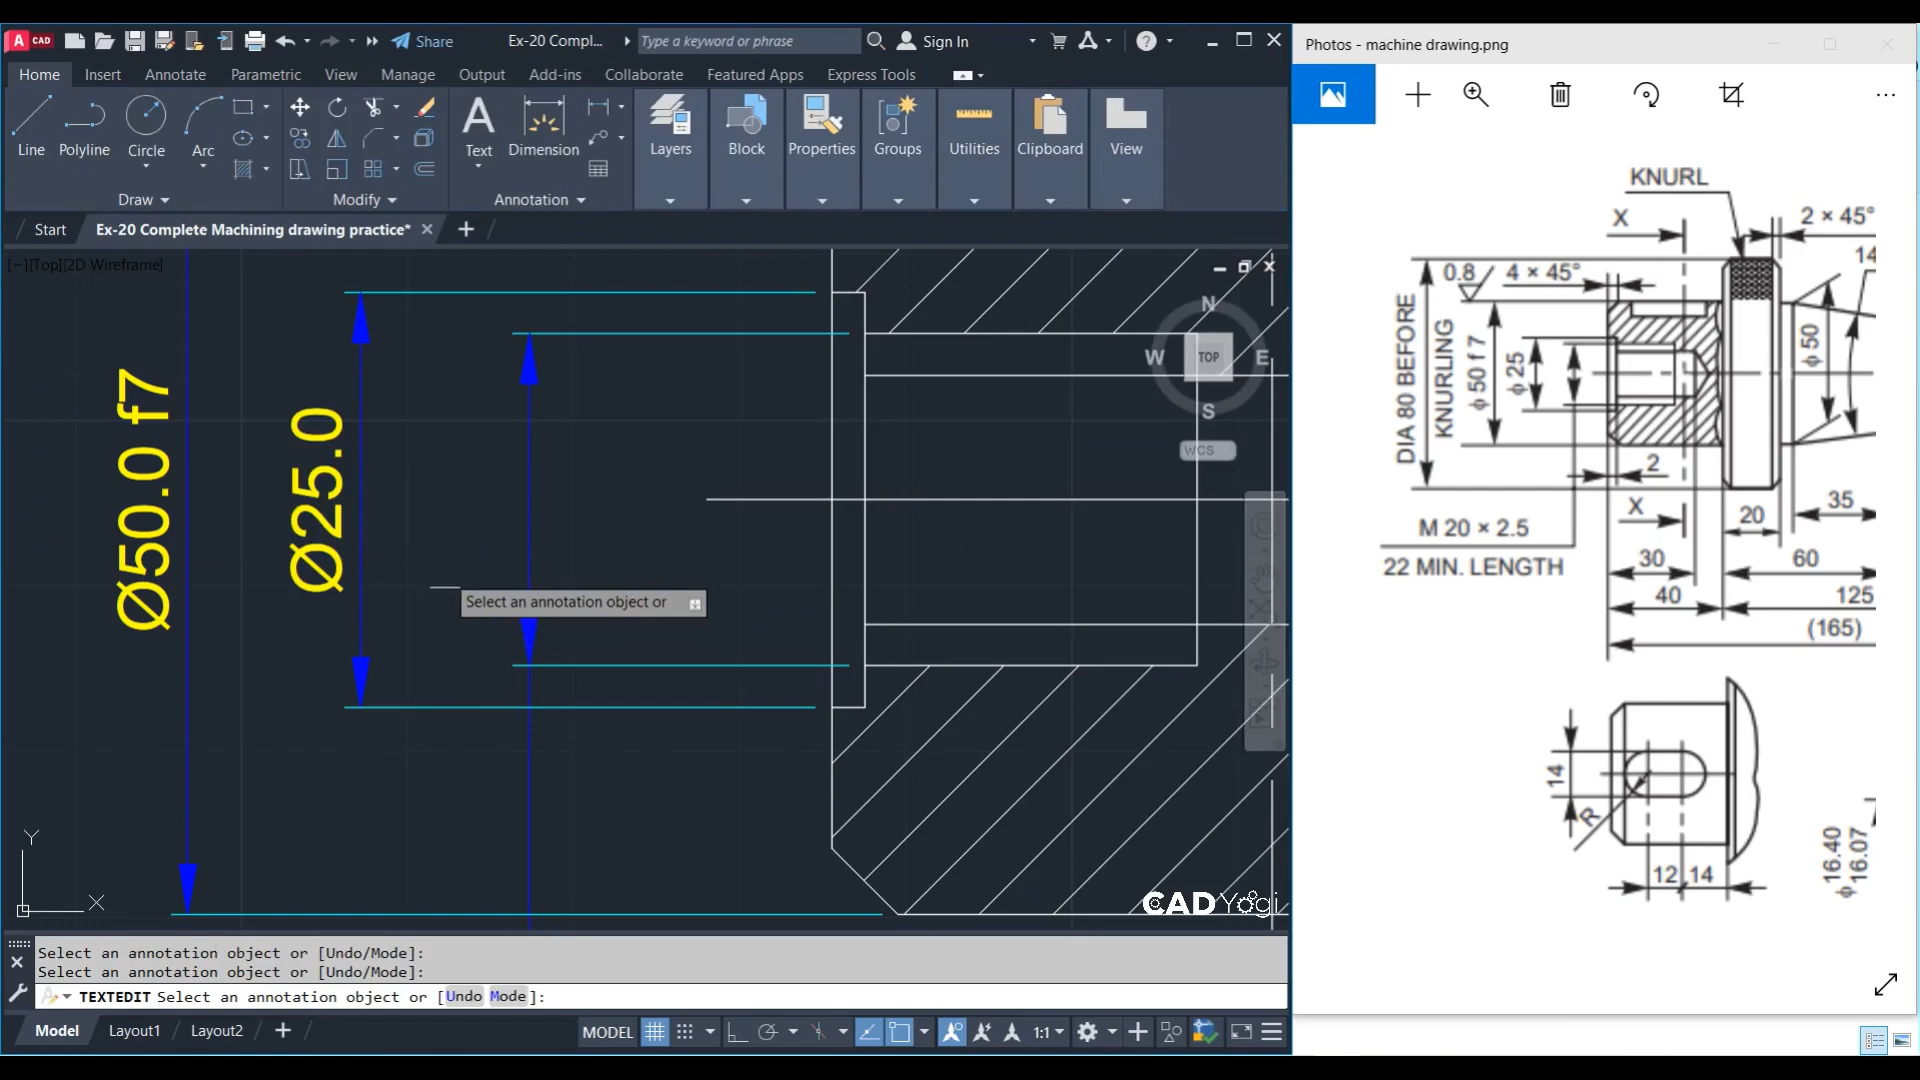 A CAD
Share
Ex-20 Compl...
Type a keyword or phrase
Sign In
Home
Insert
Annotate
Parametric
View
Manage
Output
Add-ins
Collaborate
Featured Apps
Express Tools
Line
Polyline
Circle
Arc
Text
Dimension
Layers
Block
Properties
Groups
Utilities
Clipboard
View
Draw
Modify
Annotation
Start
Ex-20 Complete Machining drawing practice*
[−][Top][2D Wireframe]
N
W
TOP
E
S
WCS
Ø50.0 f7
Ø25.0
Select an annotation object or
Y
X
CADYogi
Select an annotation object or [Undo/Mode]:
Select an annotation object or [Undo/Mode]:
TEXTEDIT Select an annotation object or [Undo Mode]:
Model
Layout1
Layout2
MODEL
1:1
Photos - machine drawing.png
KNURL
X
2 × 45°
0.8
4 × 45°
14
DIA 80 BEFORE
KNURLING
ϕ 50 f 7
ϕ 25
ϕ 50
2
X
20
35
M 20 × 2.5
22 MIN. LENGTH
30
60
40
125
(165)
14
R
12
14
ϕ 16.40
16.07